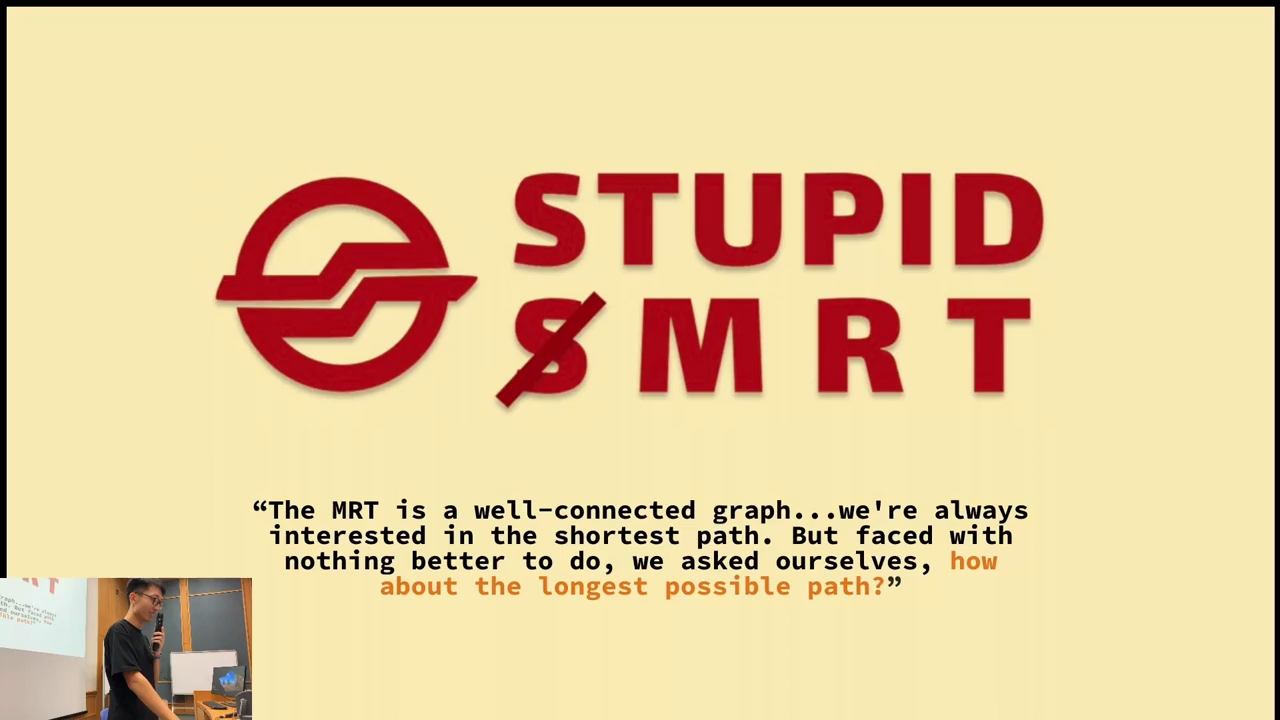 STUPID
SMRT
“The MRT is a well-connected graph...we're always
interested in the shortest path. But faced with
nothing better to do, we asked ourselves, how
about the longest possible path?”